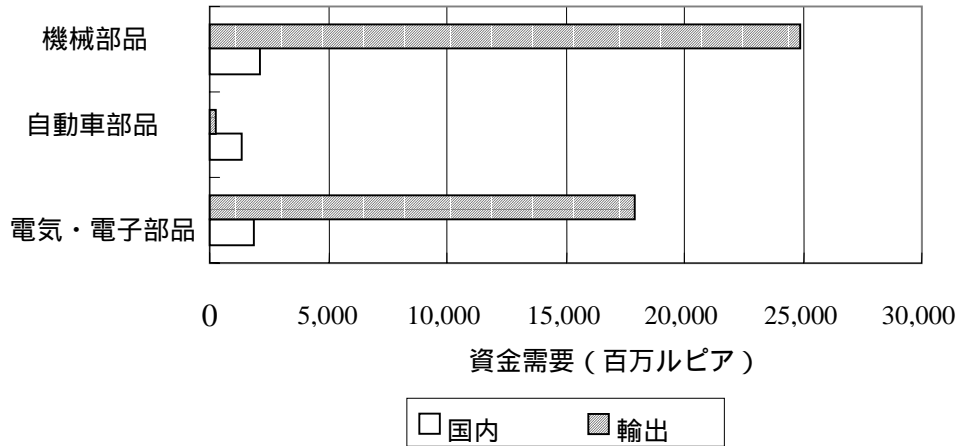 機械部品
自動車部品
電気・電子部品
0 5,000 10,000 15,000 20,000 25,000 30,000
資金需要(百万ルピア)
国内 輸出